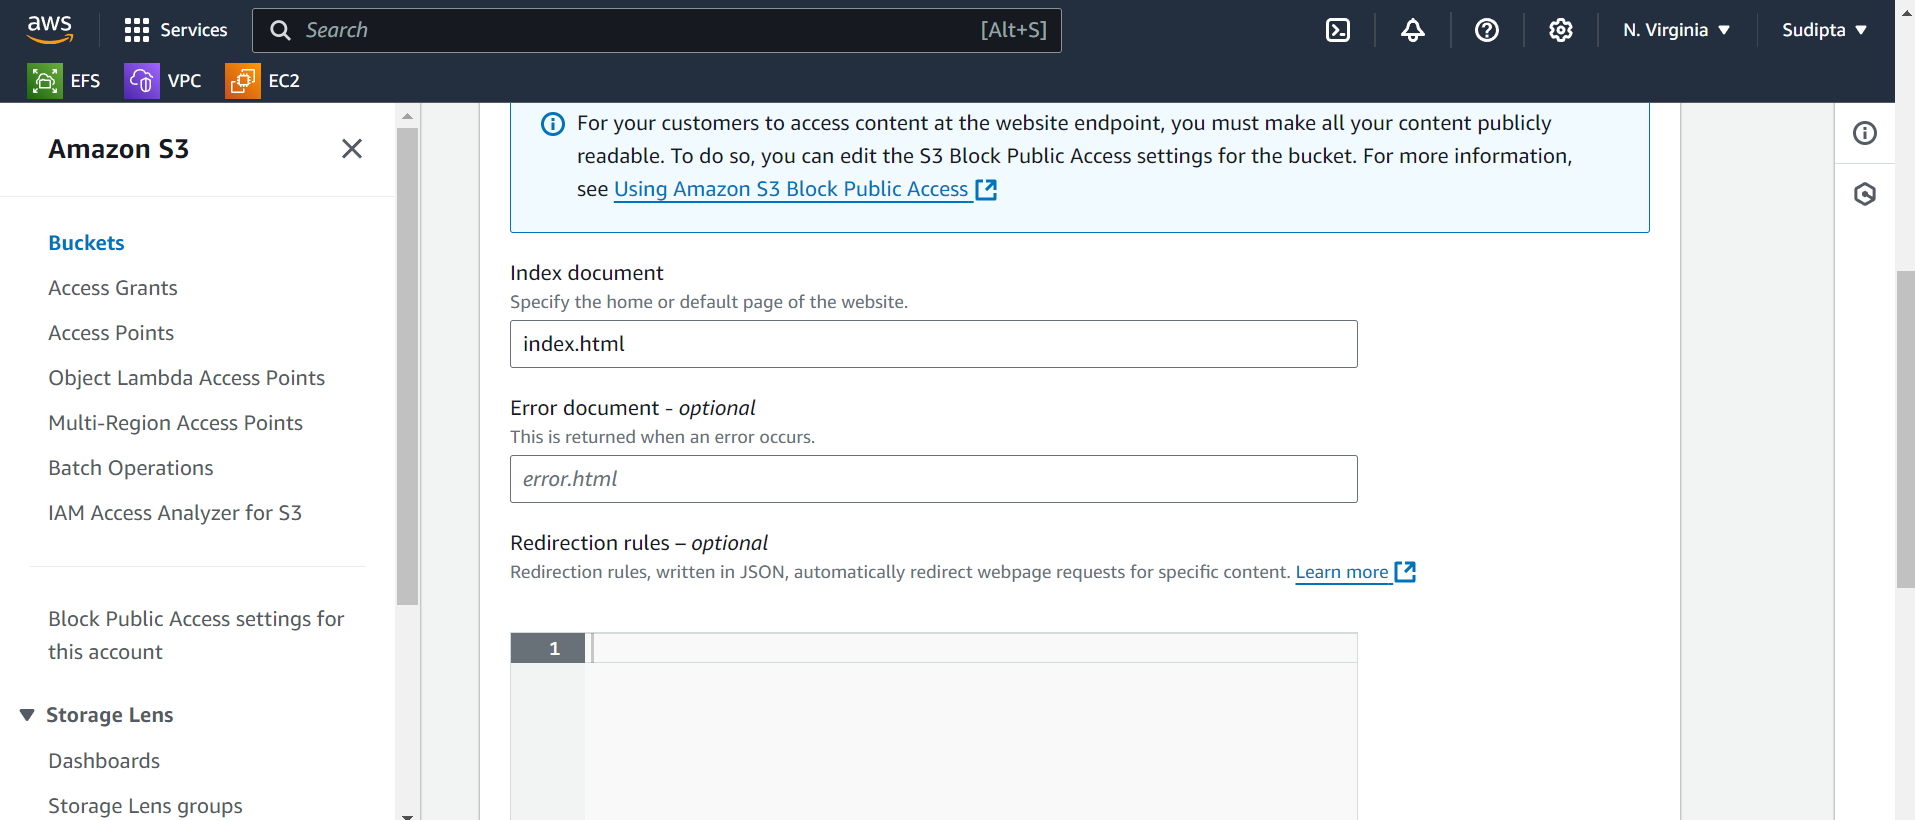 aws
Services
Search [Alt+S]
N. Virginia
Sudipta
EFS
VPC
EC2
Amazon S3
Buckets
Access Grants
Access Points
Object Lambda Access Points
Multi-Region Access Points
Batch Operations
IAM Access Analyzer for S3
Block Public Access settings for
this account
Storage Lens
Dashboards
Storage Lens groups
For your customers to access content at the website endpoint, you must make all your content publicly
readable. To do so, you can edit the S3 Block Public Access settings for the bucket. For more information,
see Using Amazon S3 Block Public Access
Index document
Specify the home or default page of the website.
index.html
Error document - optional
This is returned when an error occurs.
error.html
Redirection rules – optional
Redirection rules, written in JSON, automatically redirect webpage requests for specific content. Learn more
1